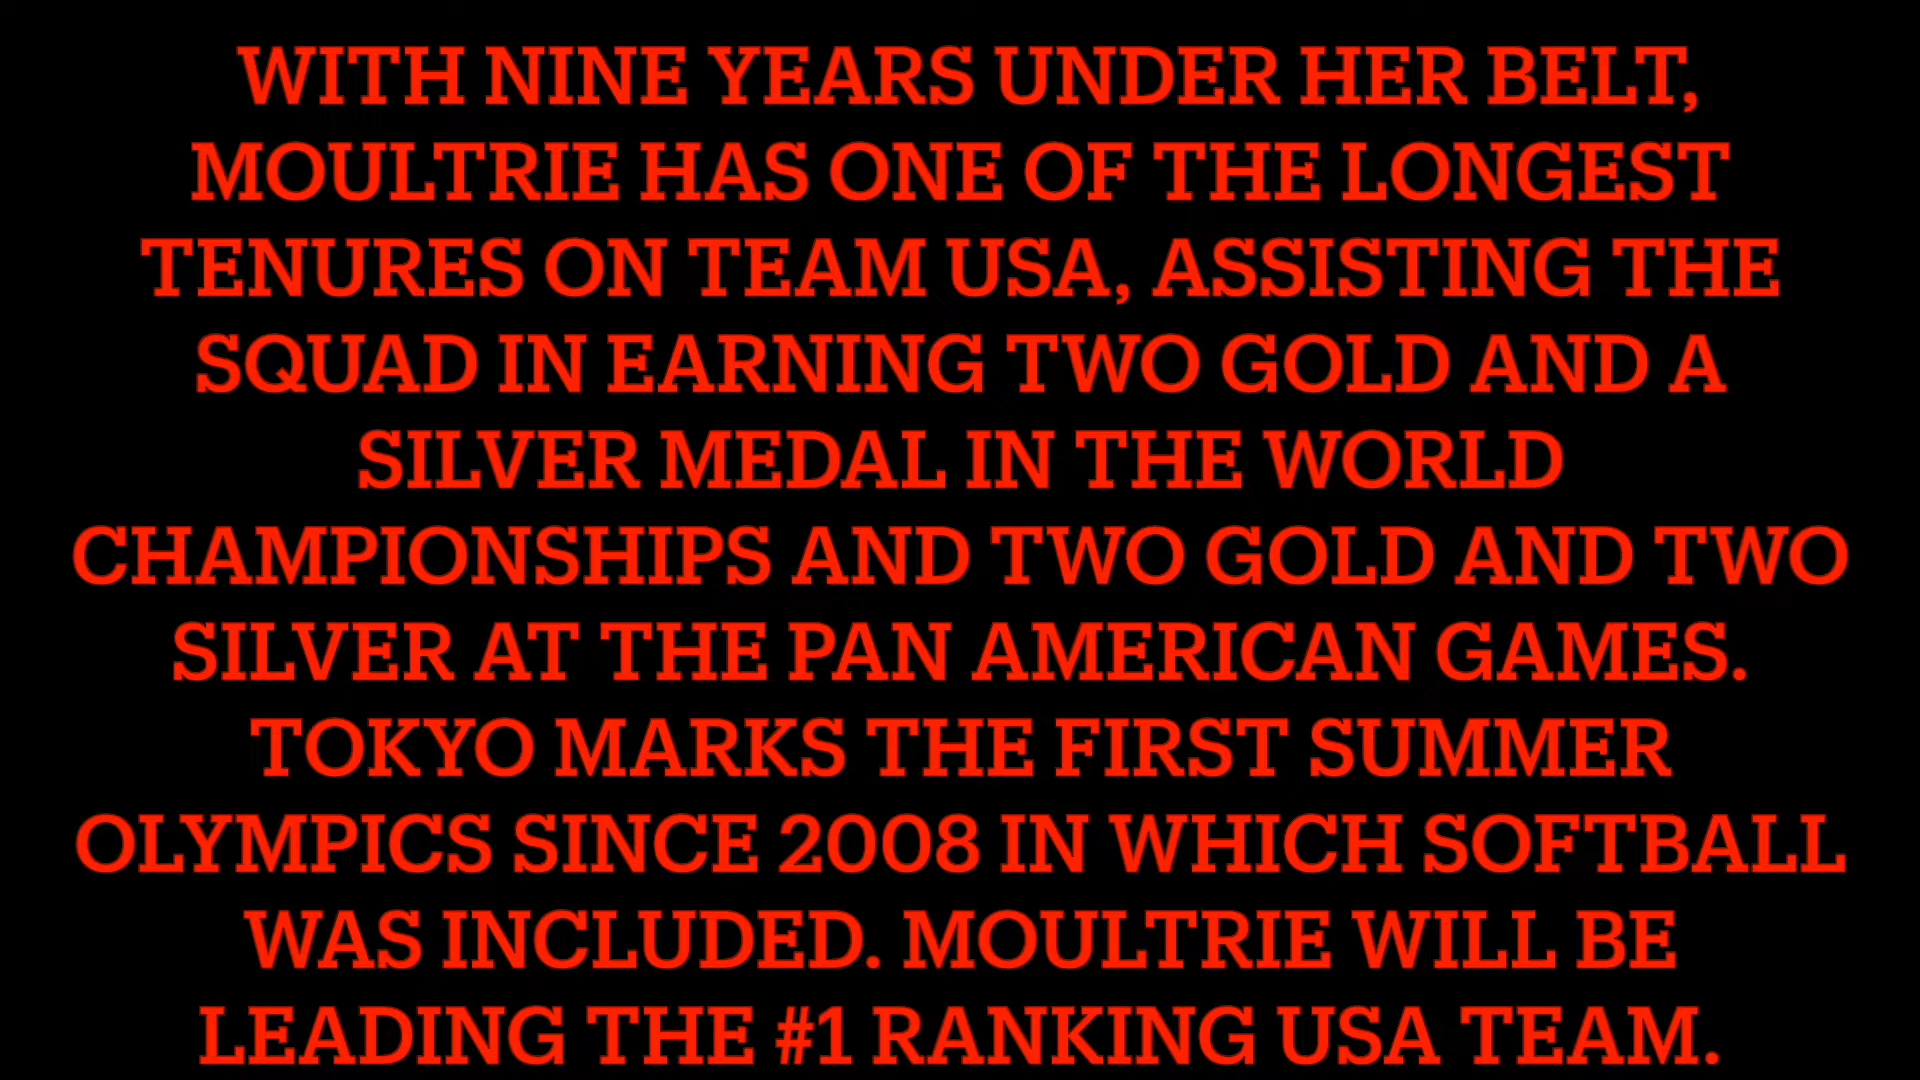 WITH NINE YEARS UNDER HER BELT,
MOULTRIE HAS ONE OF THE LONGEST
TENURES ON TEAM USA, ASSISTING THE
SQUAD IN EARNING TWO GOLD AND A
SILVER MEDAL IN THE WORLD
CHAMPIONSHIPS AND TWO GOLD AND TWO
SILVER AT THE PAN AMERICAN GAMES.
TOKYO MARKS THE FIRST SUMMER
OLYMPICS SINCE 2008 IN WHICH SOFTBALL
WAS INCLUDED. MOULTRIE WILL BE
LEADING THE #1 RANKING USA TEAM.